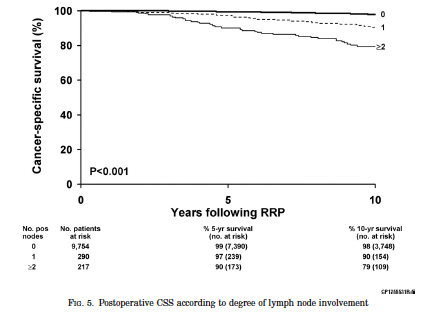 100
80
60
40
20
0
Cancer-specific survival (%)
0
1
≥2
P<0.001
0 5 10
Years following RRP
No. pos nodes No. patients at risk % 5-yr survival (no. at risk) % 10-yr survival (no. at risk)
0 9,754 99 (7,390) 98 (3,748)
1 290 97 (239) 90 (154)
≥2 217 90 (173) 79 (109)
FIG. 5. Postoperative CSS according to degree of lymph node involvement